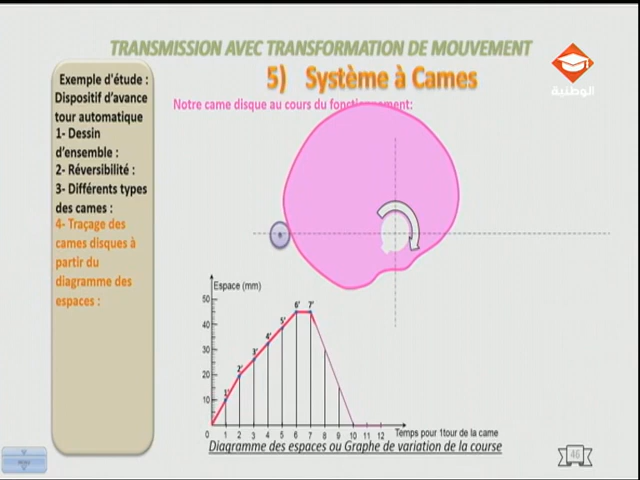 TRANSMISSION AVEC TRANSFORMATION DE MOUVEMENT
5) Système à Cames
الوطنية
Notre came disque au cours du fonctionnement:
Exemple d'étude :
Dispositif d'avance
tour automatique
1- Dessin
d'ensemble :
2- Réversibilité :
3- Différents types
des cames :
4- Traçage des
cames disques à
partir du
diagramme des
espaces :
Espace (mm)
50
40
30
20
10
1' 2' 3' 4' 5' 6' 7'
0 1 2 3 4 5 6 7 8 9 10 11 12
Temps pour 1tour de la came
Diagramme des espaces ou Graphe de variation de la course
MENU
46